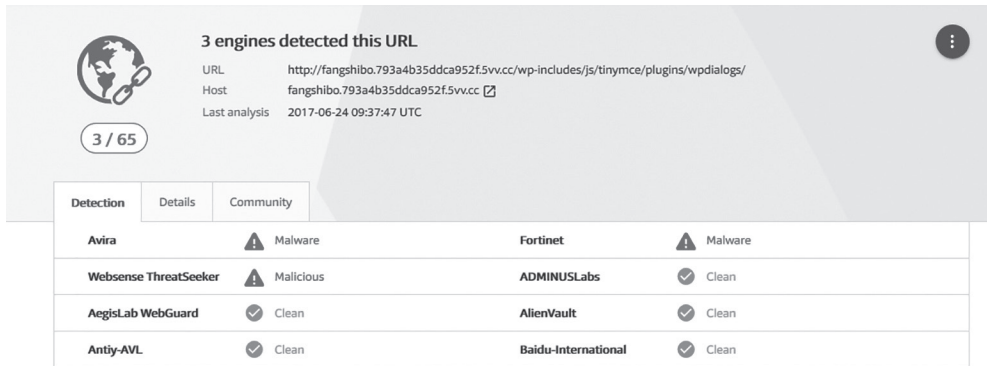 3 engines detected this URL
URL http://fangshibo.793a4b35ddca952f.5vv.cc/wp-includes/js/tinymce/plugins/wpdialogs/
Host fangshibo.793a4b35ddca952f.5vv.cc
Last analysis 2017-06-24 09:37:47 UTC
3 / 65
Detection Details Community
Avira Malware Fortinet Malware
Websense ThreatSeeker Malicious ADMINUSLabs Clean
AegisLab WebGuard Clean AlienVault Clean
Antiy-AVL Clean Baidu-International Clean